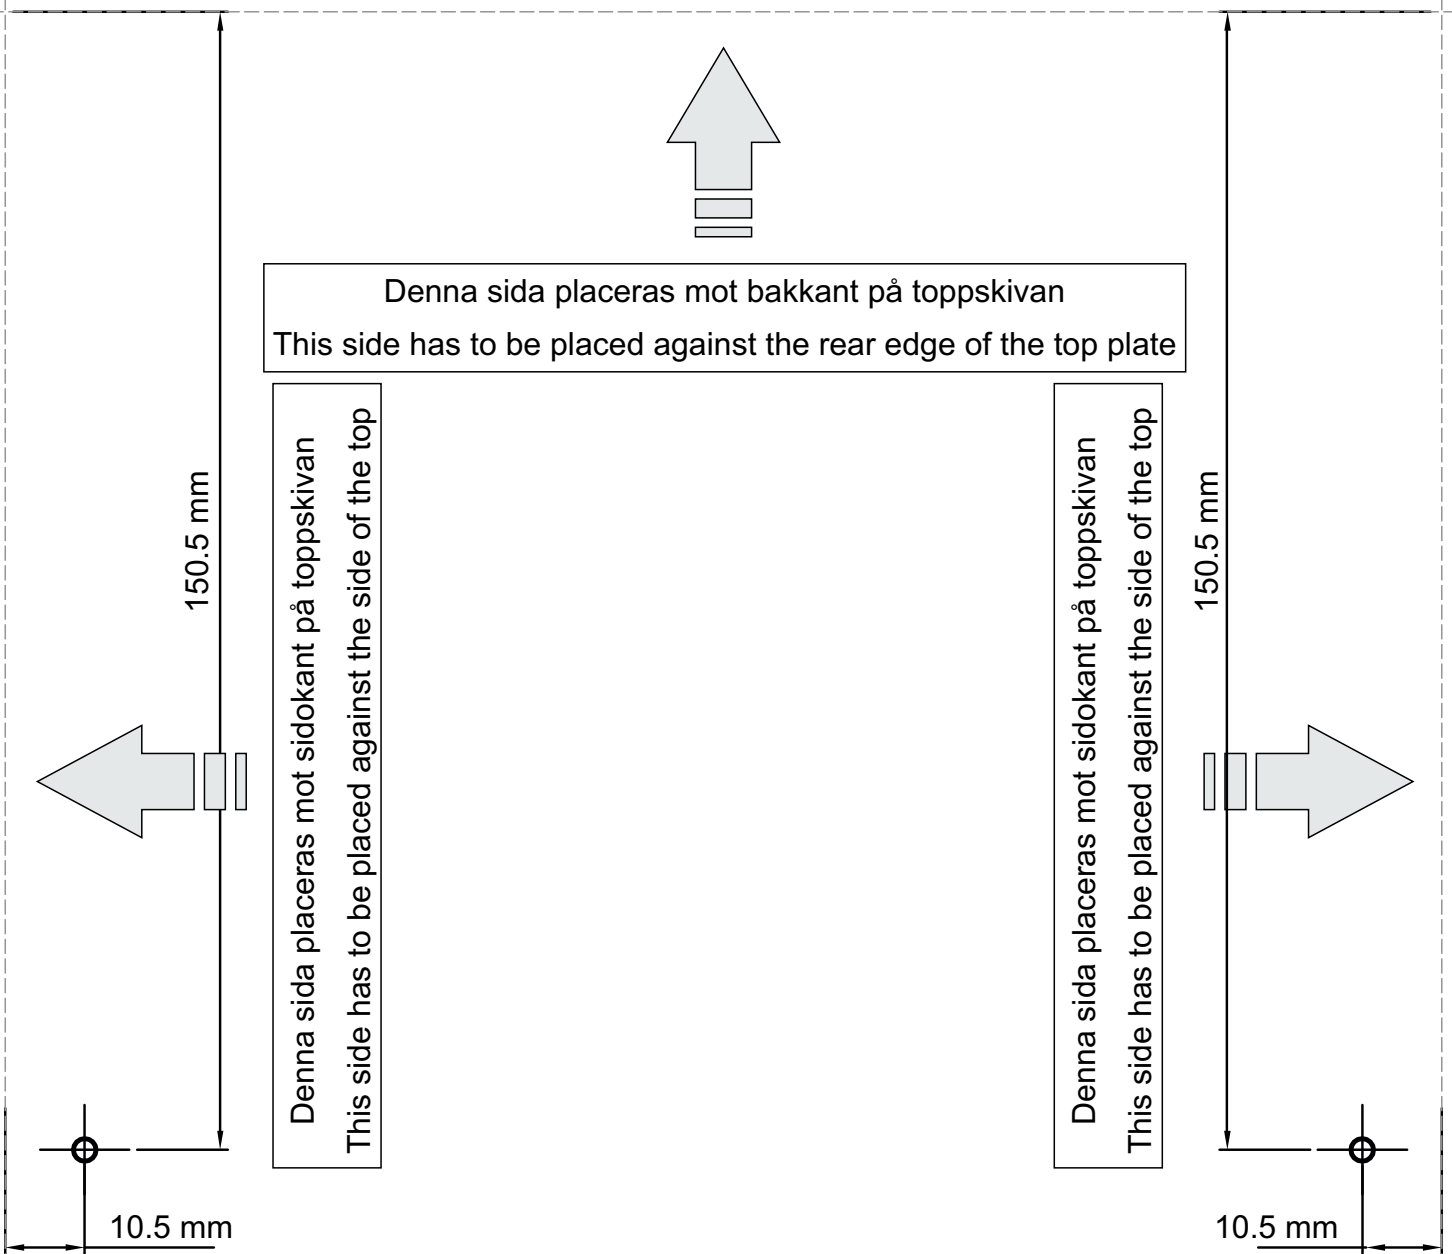 Denna sida placeras mot bakkant på toppskivan
This side has to be placed against the rear edge of the top plate
150.5 mm
Denna sida placeras mot sidokant på toppskivan
This side has to be placed against the side of the top
Denna sida placeras mot sidokant på toppskivan
This side has to be placed against the side of the top
150.5 mm
10.5 mm
10.5 mm